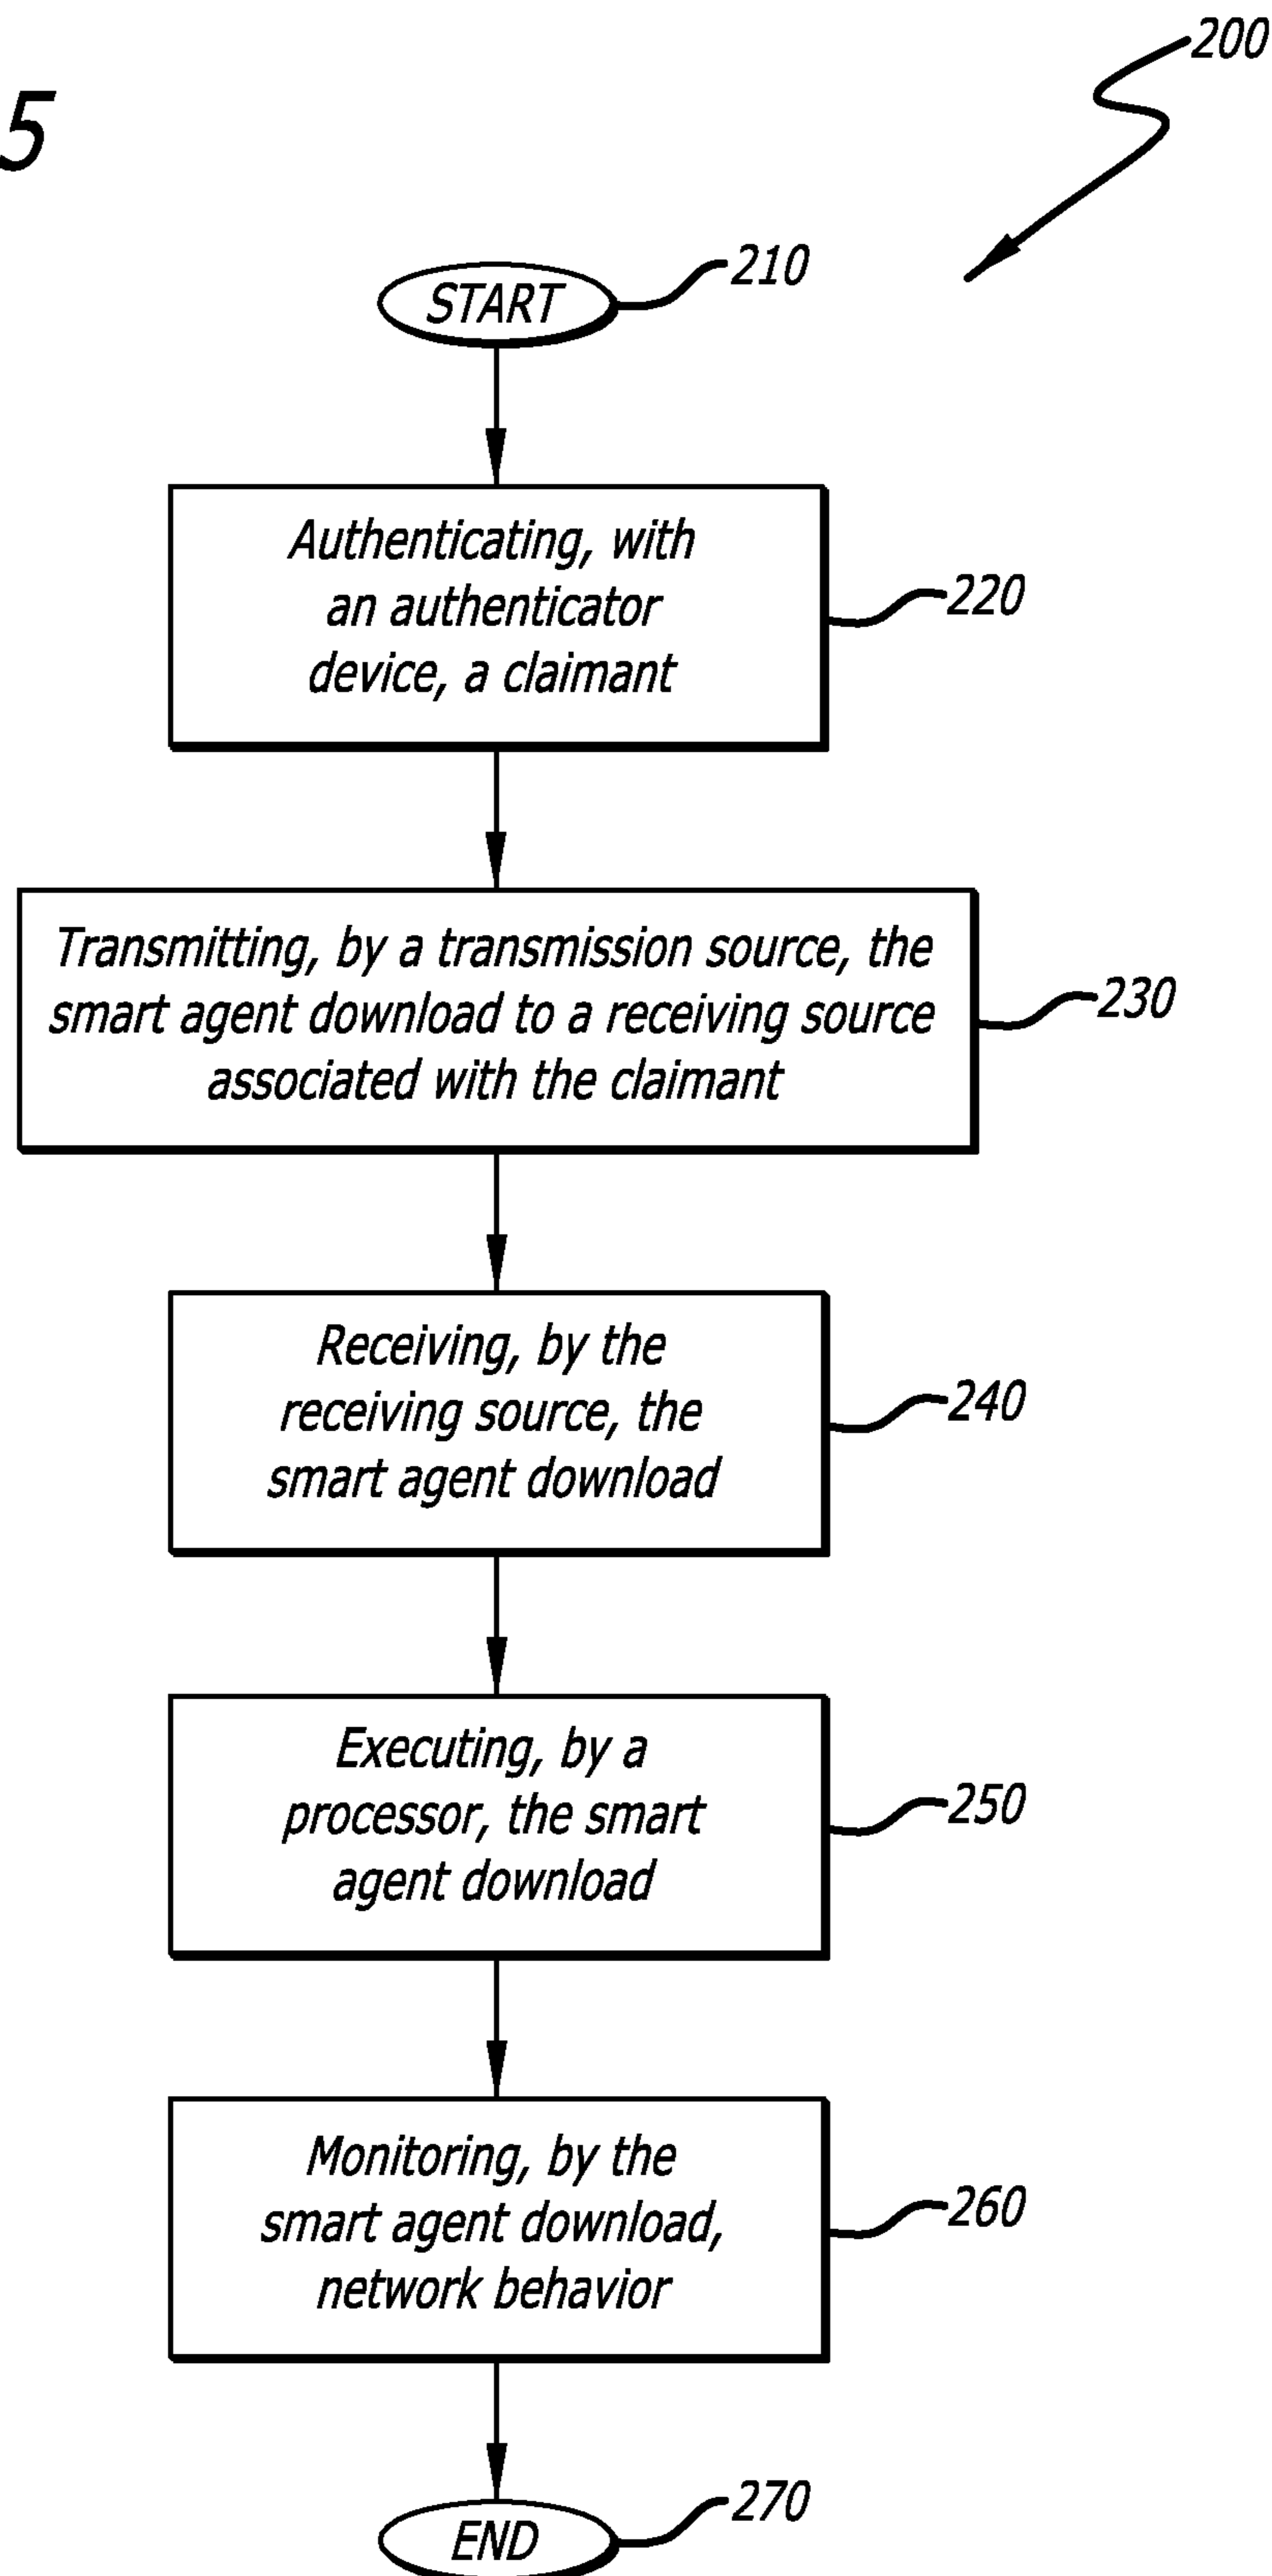 200
5
START
210
Authenticating, with
an authenticator
device, a claimant
220
Transmitting, by a transmission source, the
smart agent download to a receiving source
associated with the claimant
230
Receiving, by the
receiving source, the
smart agent download
240
Executing, by a
processor, the smart
agent download
250
Monitoring, by the
smart agent download,
network behavior
260
END
270